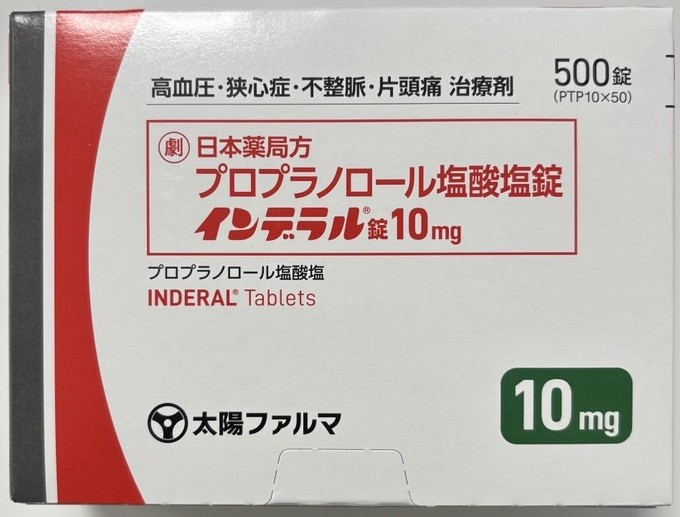 高血圧・狭心症・不整脈・片頭痛 治療剤
500錠
(PTP10×50)
劇 日本薬局方
プロプラノロール塩酸塩錠
インデラル®錠10mg
プロプラノロール塩酸塩
INDERAL® Tablets
太陽ファルマ
10mg